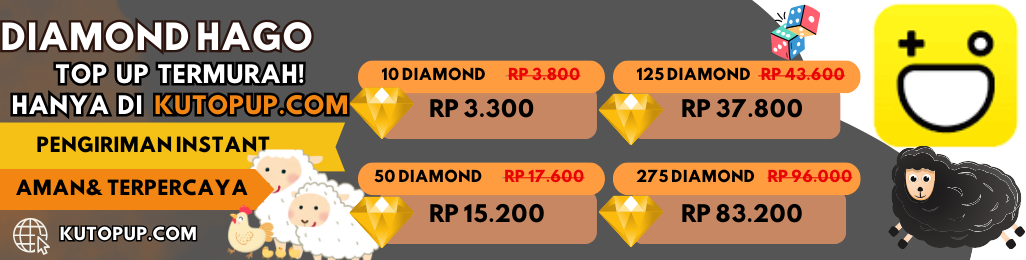 DIAMOND HAGO
TOP UP TERMURAH!
HANYA DI KUTOPUP.COM
PENGIRIMAN INSTANT
AMAN& TERPERCAYA
KUTOPUP.COM
10 DIAMOND RP 3.800
RP 3.300
125 DIAMOND RP 43.600
RP 37.800
50 DIAMOND RP 17.600
RP 15.200
275 DIAMOND RP 96.000
RP 83.200